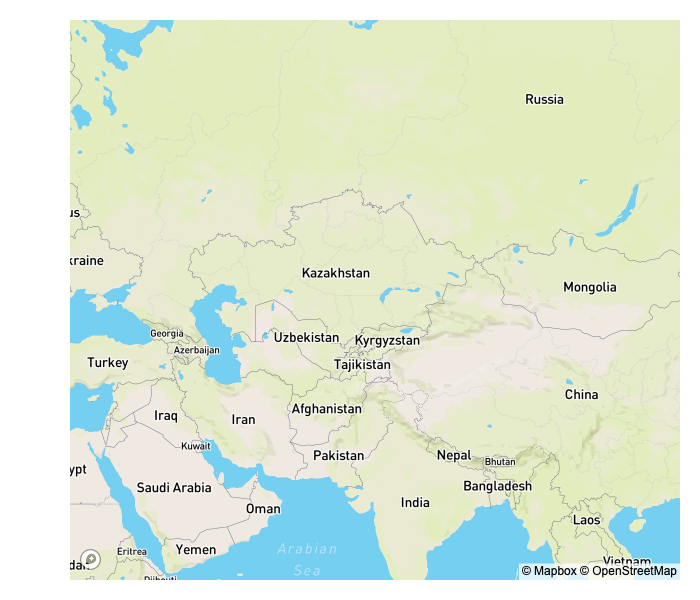 Russia
us
kraine
Kazakhstan
Mongolia
Georgia
Uzbekistan
Kyrgyzstan
Azerbaijan
Turkey
Tajikistan
China
Iraq
Iran
Afghanistan
Kuwait
Pakistan
Nepal
Bhutan
ypt
Saudi Arabia
Bangladesh
Oman
India
Laos
Eritrea
Yemen
Arabian
Sea
dan
Vietnam
Djibouti
© Mapbox © OpenStreetMap